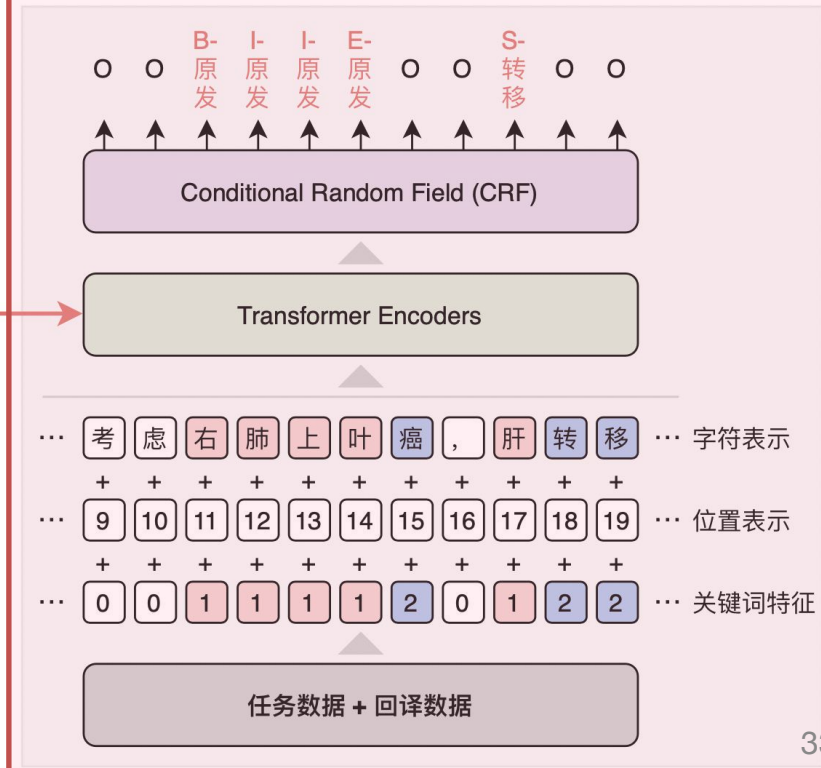 O O B-原发 I-原发 I-原发 E-原发 O O S-转移 O O
Conditional Random Field (CRF)
Transformer Encoders
… 考 虑 右 肺 上 叶 癌 , 肝 转 移 … 字符表示
+ + + + + + + + + + +
… 9 10 11 12 13 14 15 16 17 18 19 … 位置表示
+ + + + + + + + + + +
… 0 0 1 1 1 1 2 0 1 2 2 … 关键词特征
任务数据 + 回译数据